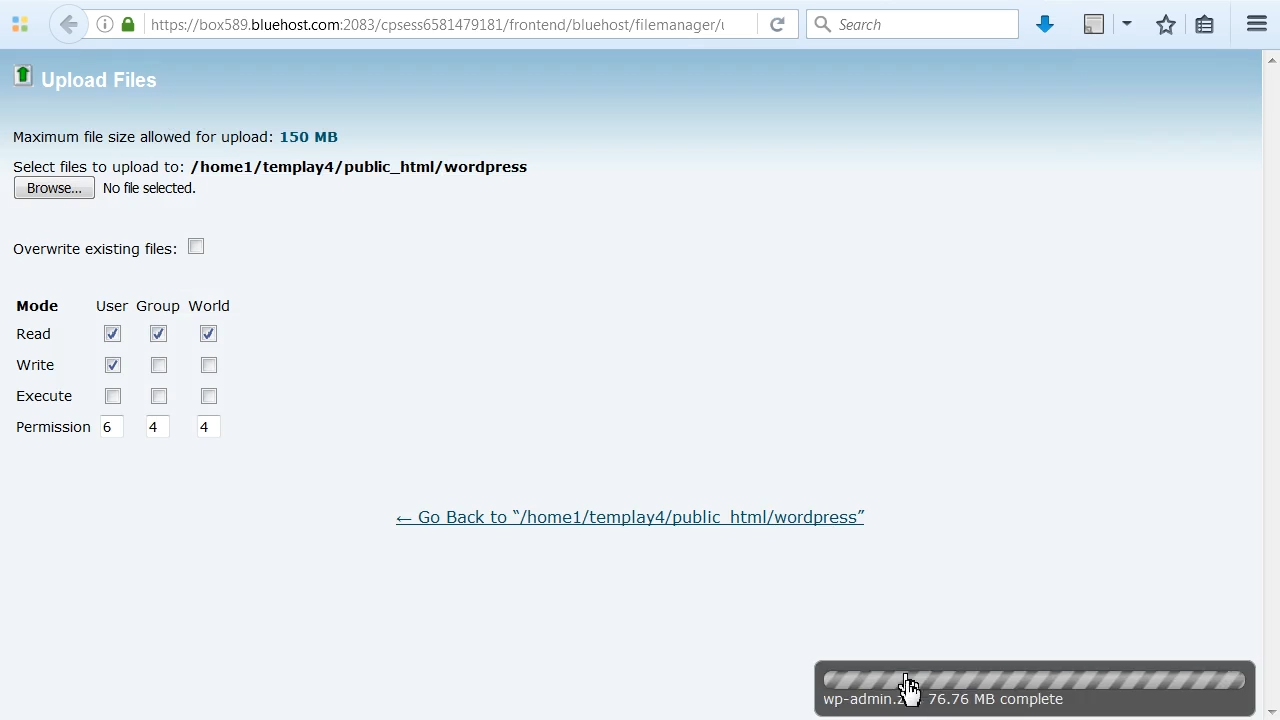 https://box589.bluehost.com:2083/cpsess6581479181/frontend/bluehost/filemanager/
Search
Upload Files
Maximum file size allowed for upload: 150 MB
Select files to upload to: /home1/templay4/public_html/wordpress
Browse... No file selected.
Overwrite existing files:
Mode User Group World
Read
Write
Execute
Permission 6 4 4
← Go Back to “/home1/templay4/public_html/wordpress”
76.76 MB complete